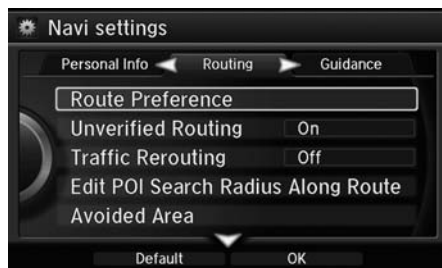 Navi settings
Personal Info Routing Guidance
Route Preference
Unverified Routing On
Traffic Rerouting Off
Edit POI Search Radius Along Route
Avoided Area
Default OK